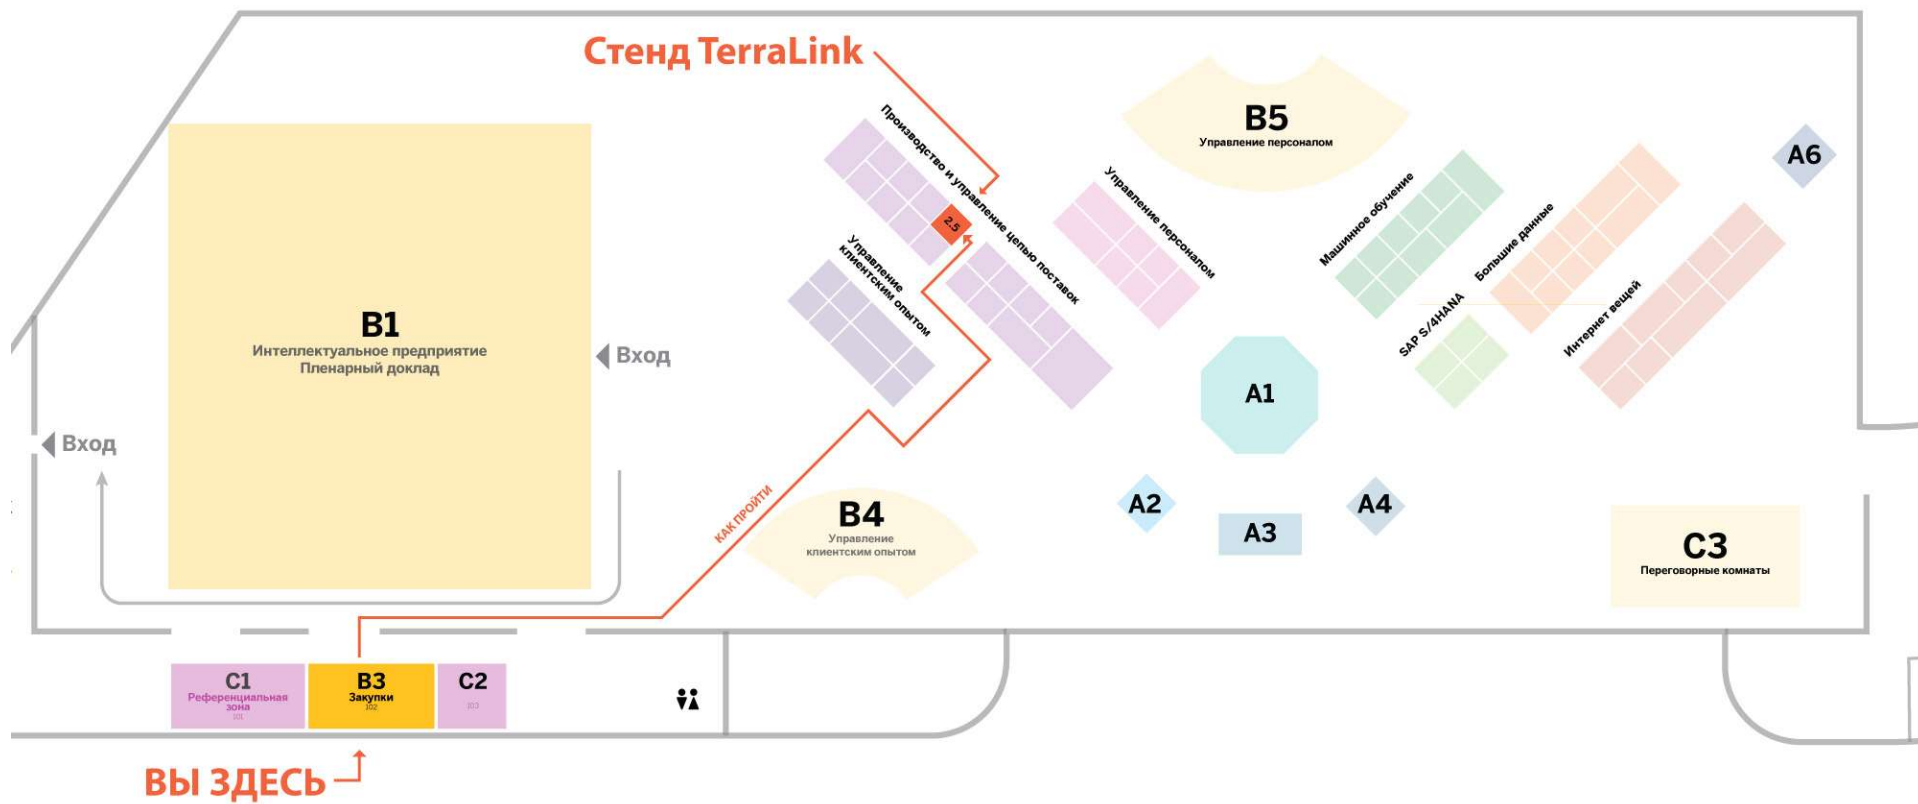 Стенд TerraLink
B5
Управление персоналом
A6
Производство и управление цепью поставок
2.5
Управление персоналом
Машинное обучение
Большие данные
Управление
клиентским опытом
SAP S/4HANA
Интернет вещей
B1
Интеллектуальное предприятие
Пленарный доклад
Вход
Вход
A1
КАК ПРОЙТИ
B4
Управление
клиентским опытом
A2
A3
A4
C3
Переговорные комнаты
C1
Референциальная
зона
101
B3
Закупки
102
C2
103
ВЫ ЗДЕСЬ